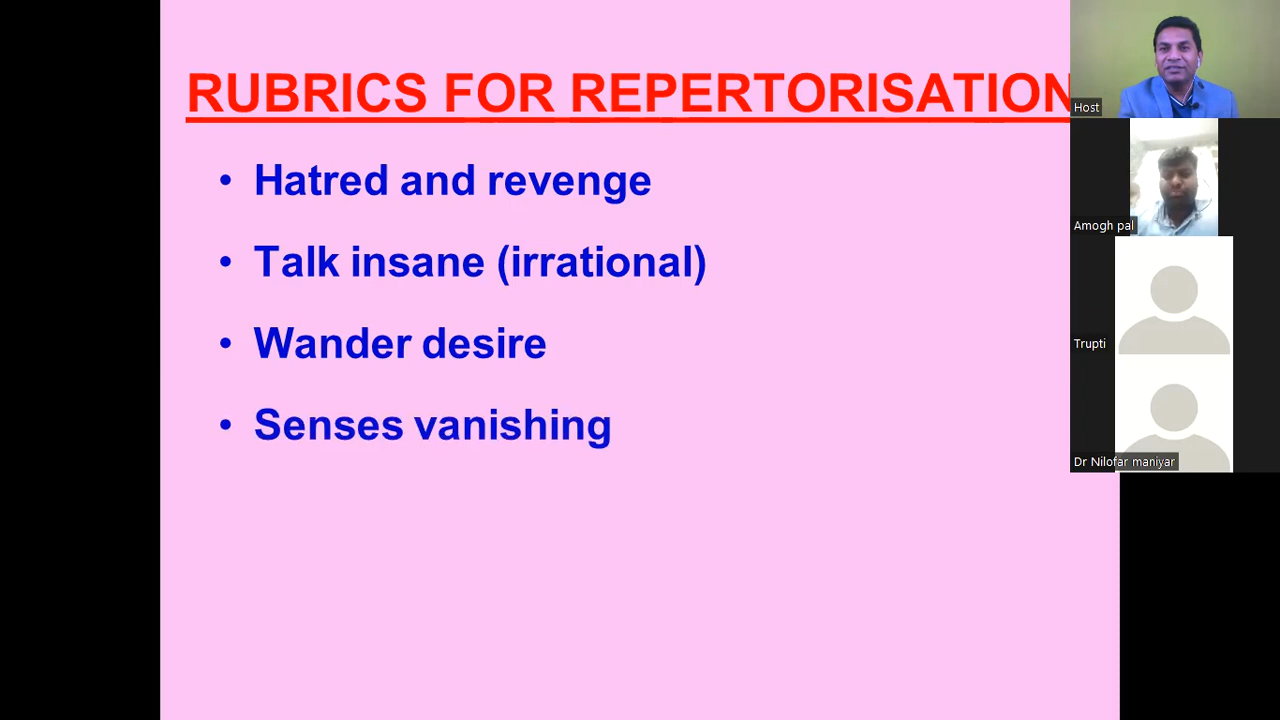 RUBRICS FOR REPERTORISATION
• Hatred and revenge
• Talk insane (irrational)
• Wander desire
• Senses vanishing
Host
Amogh pal
Trupti
Dr Nilofar maniyar